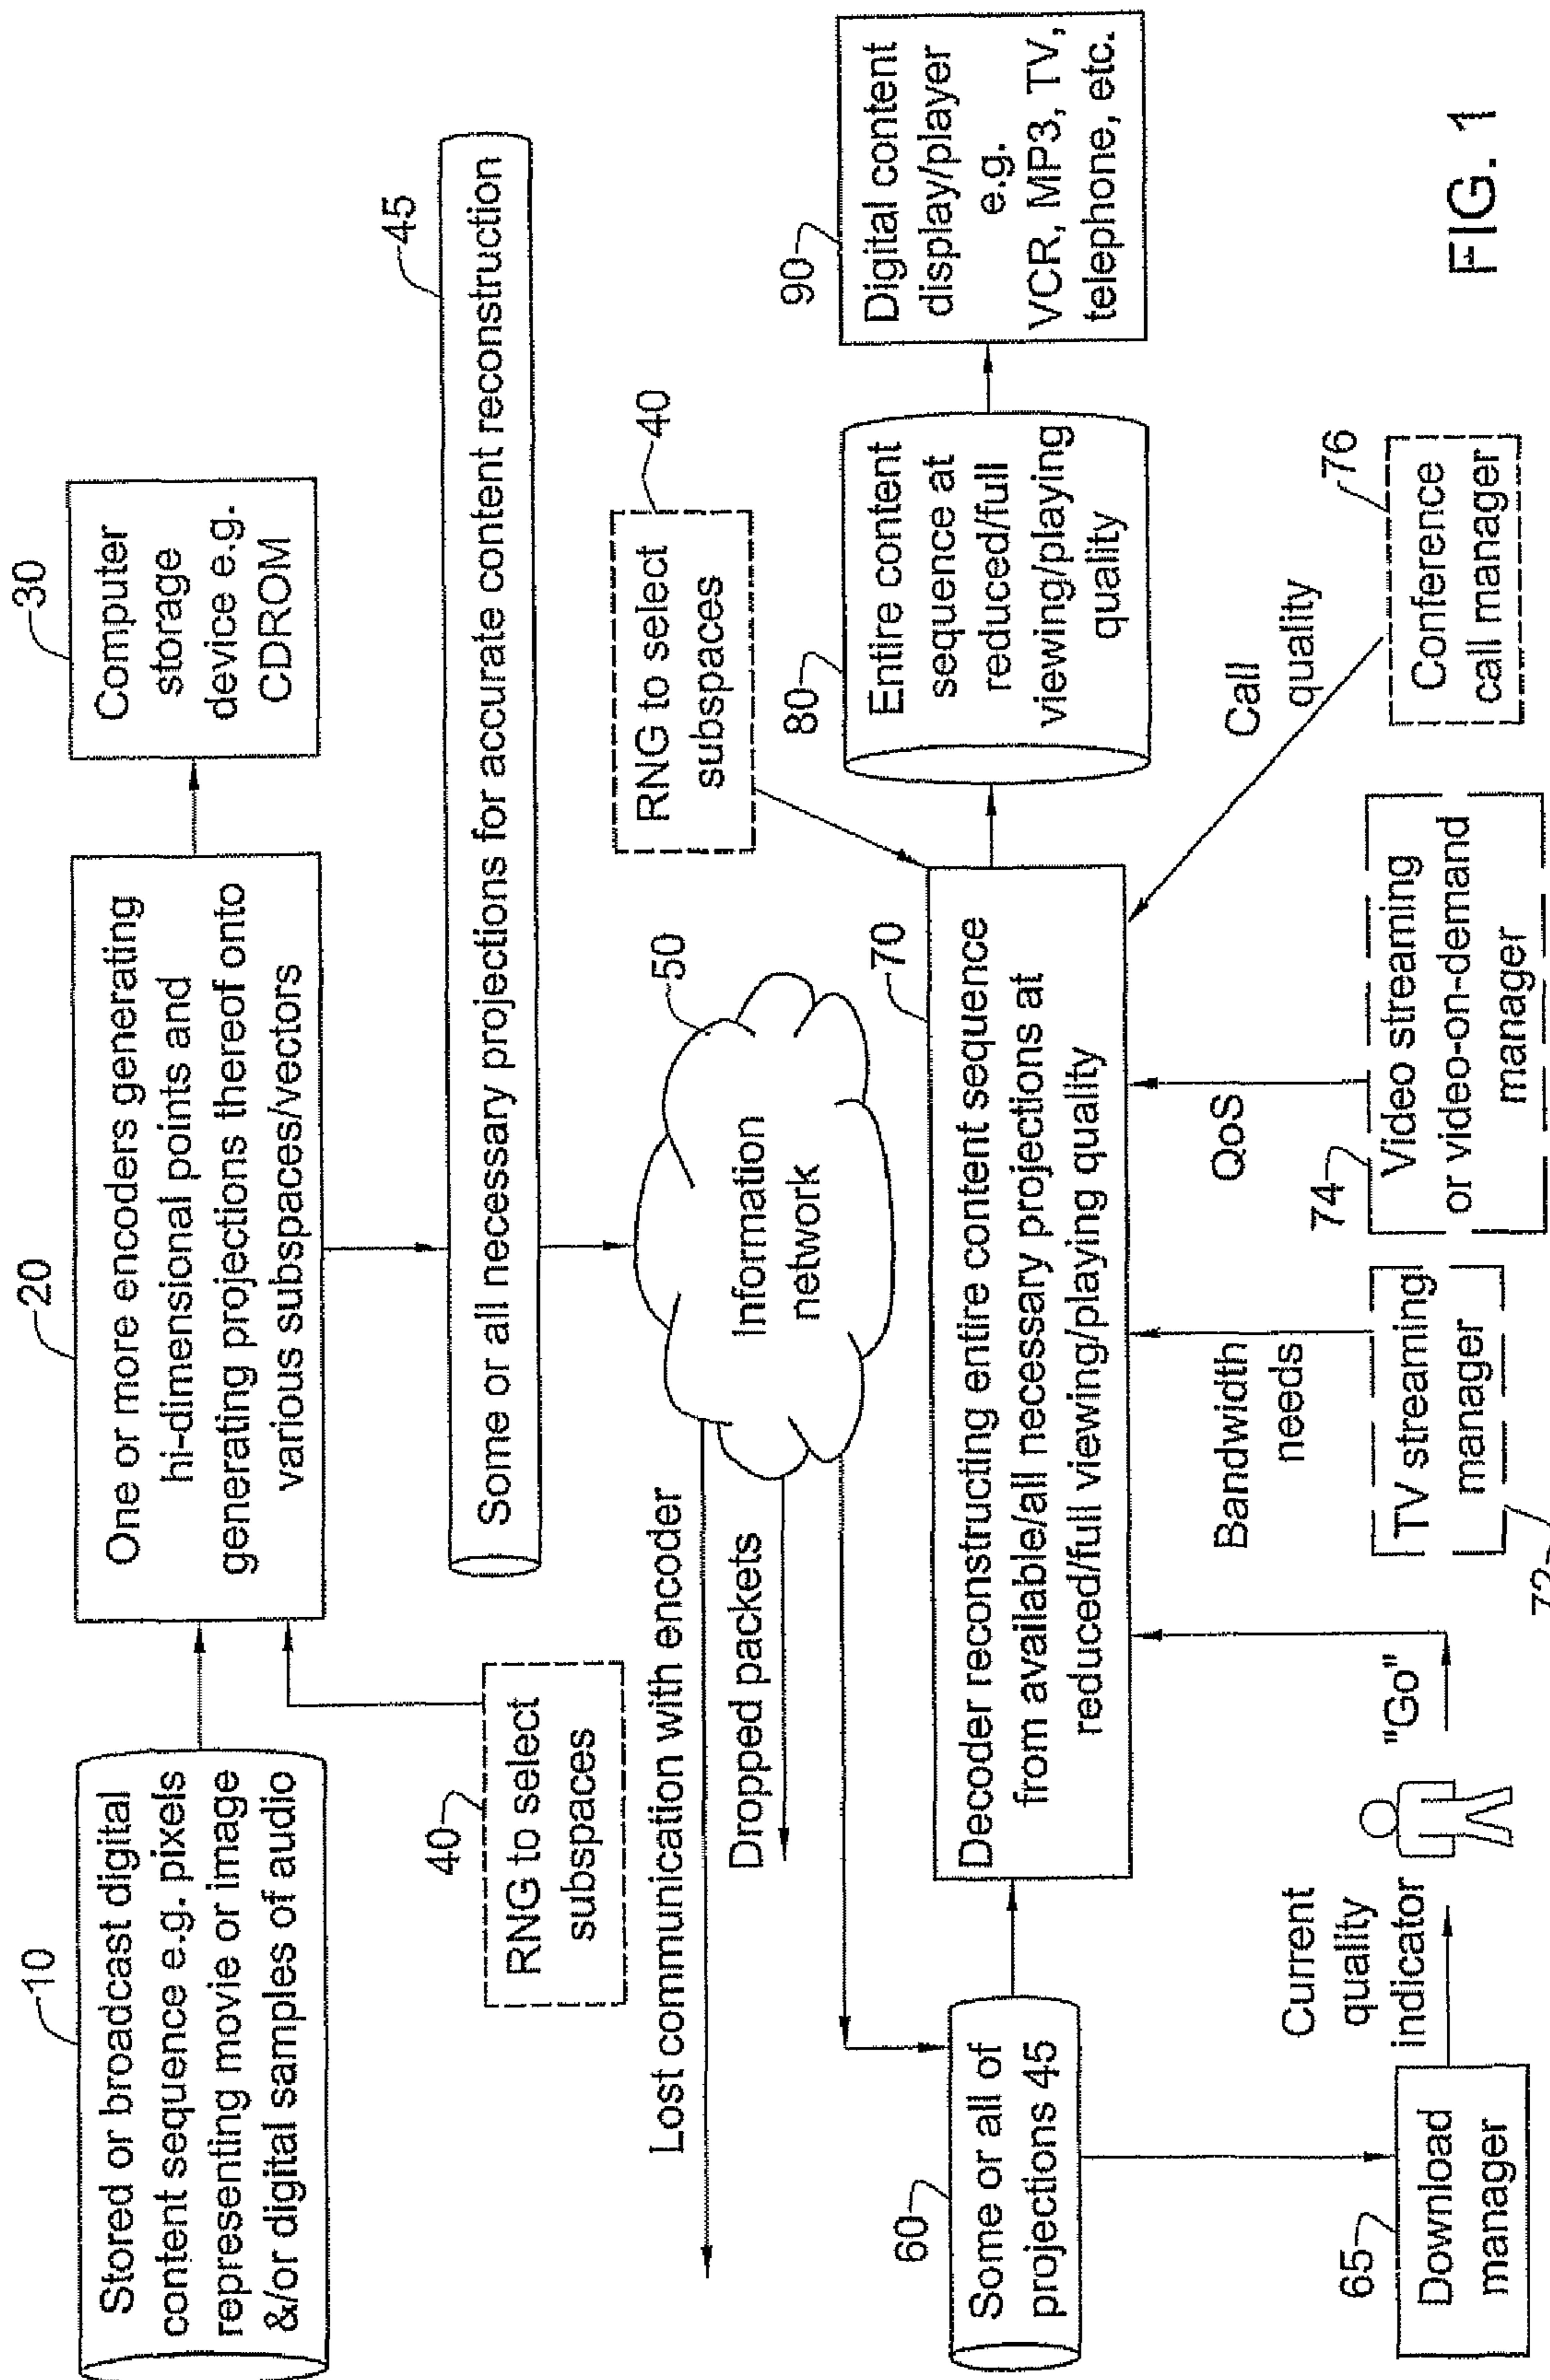 10
Stored or broadcast digital
content sequence e.g. pixels
representing movie or image
&/or digital samples of audio
20
One or more encoders generating
hi-dimensional points and
generating projections thereof onto
various subspaces/vectors
30
Computer
storage
device e.g.
CDROM
40
RNG to select
subspaces
45
Some or all necessary projections for accurate content reconstruction
Lost communication with encoder
Dropped packets
50
Information
network
40
RNG to select
subspaces
60
Some or all of
projections 45
70
Decoder reconstructing entire content sequence
from available/all necessary projections at
reduced/full viewing/playing quality
80
Entire content
sequence at
reduced/full
viewing/playing
quality
90
Digital content
display/player
e.g.
VCR, MP3, TV,
telephone, etc.
65
Download
manager
Current
quality
indicator
"Go"
Bandwidth
needs
TV streaming
manager
72
QoS
74
Video streaming
or video-on-demand
manager
Call
quality
76
Conference
call manager
FIG. 1